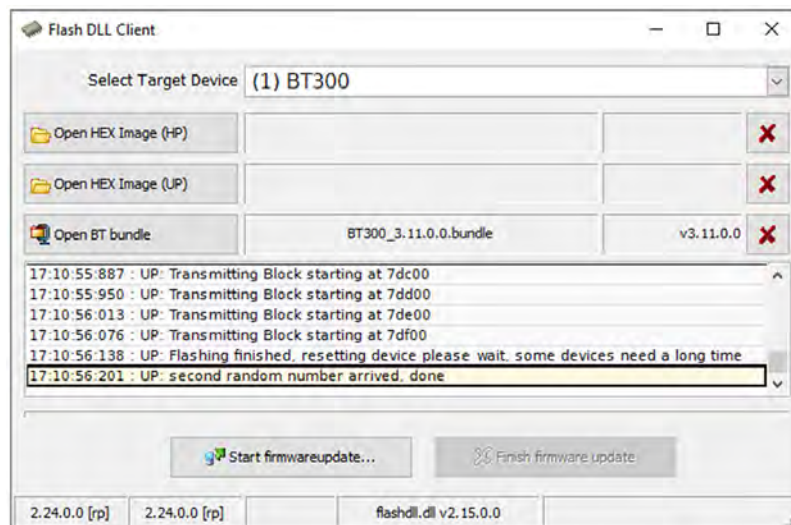 Flash DLL Client
Select Target Device (1) BT300
Open HEX Image (HP)
Open HEX Image (UP)
Open BT bundle BT300_3.11.0.0.bundle v3.11.0.0
17:10:55:887 : UP: Transmitting Block starting at 7dc00
17:10:55:950 : UP: Transmitting Block starting at 7dd00
17:10:56:013 : UP: Transmitting Block starting at 7de00
17:10:56:076 : UP: Transmitting Block starting at 7df00
17:10:56:138 : UP: Flashing finished, resetting device please wait, some devices need a long time
17:10:56:201 : UP: second random number arrived, done
Start firmwareupdate... Finish firmware update
2.24.0.0 [rp] 2.24.0.0 [rp] flashdll.dll v2.15.0.0